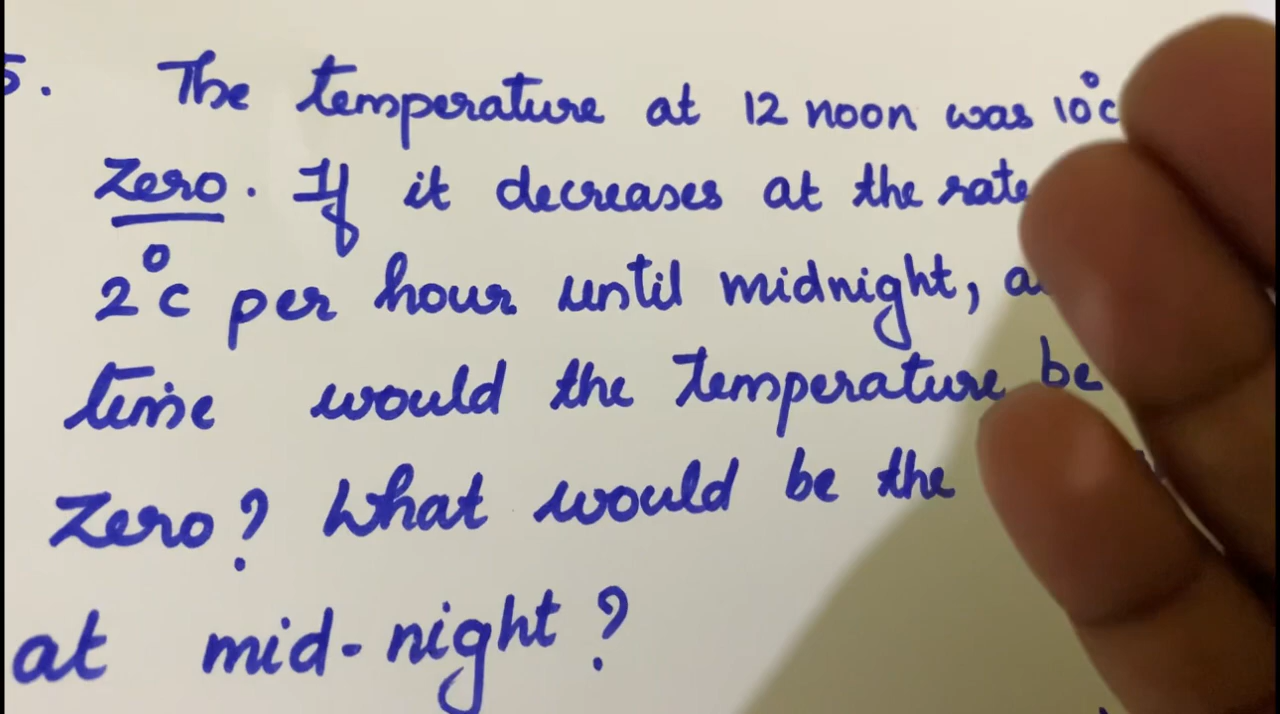 5. The temperature at 12 noon was 10°C
Zero. If it decreases at the rate
2°C per hour until midnight,
time would the temperature be
Zero? What would be the
at mid-night?